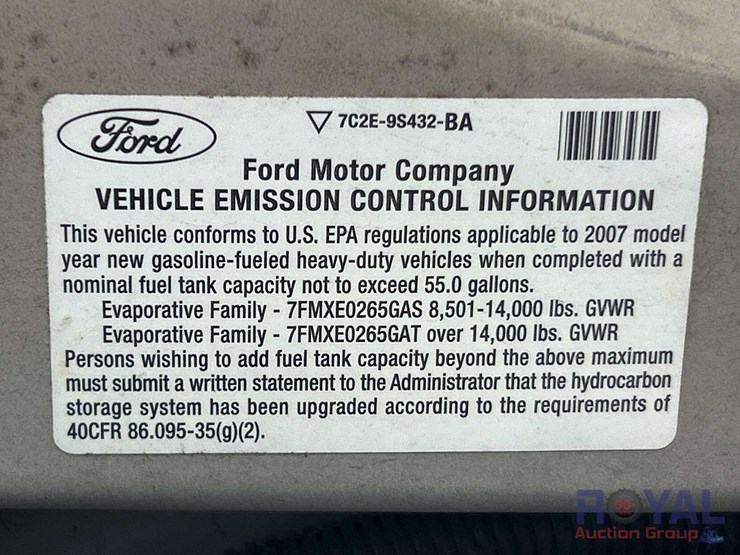 Ford
7C2E-9S432-BA
Ford Motor Company
VEHICLE EMISSION CONTROL INFORMATION
This vehicle conforms to U.S. EPA regulations applicable to 2007 model
year new gasoline-fueled heavy-duty vehicles when completed with a
nominal fuel tank capacity not to exceed 55.0 gallons.
Evaporative Family - 7FMXE0265GAS 8,501-14,000 lbs. GVWR
Evaporative Family - 7FMXE0265GAT over 14,000 lbs. GVWR
Persons wishing to add fuel tank capacity beyond the above maximum
must submit a written statement to the Administrator that the hydrocarbon
storage system has been upgraded according to the requirements of
40CFR 86.095-35(g)(2).
ROYAL
Auction Group